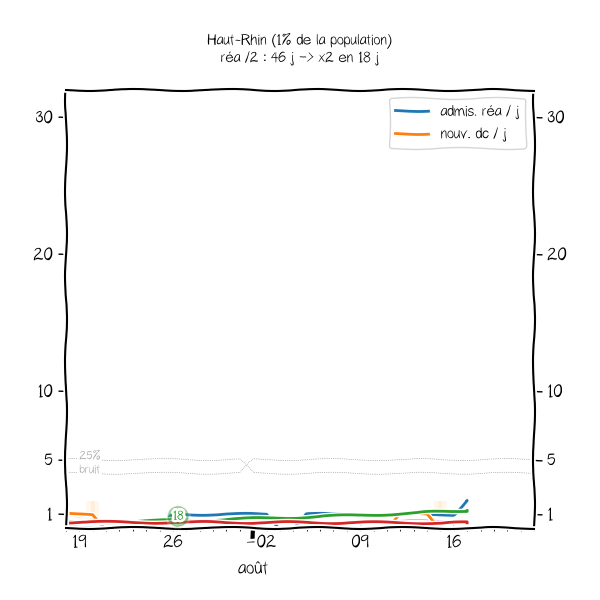 Haut-Rhin (1% de la population)
réa /2 : 46 j -> x2 en 18 j
admis. réa / j
nouv. dc / j
30
30
20
20
10
10
5
25%
5
bruit
1
18
1
19
26
02
09
16
août